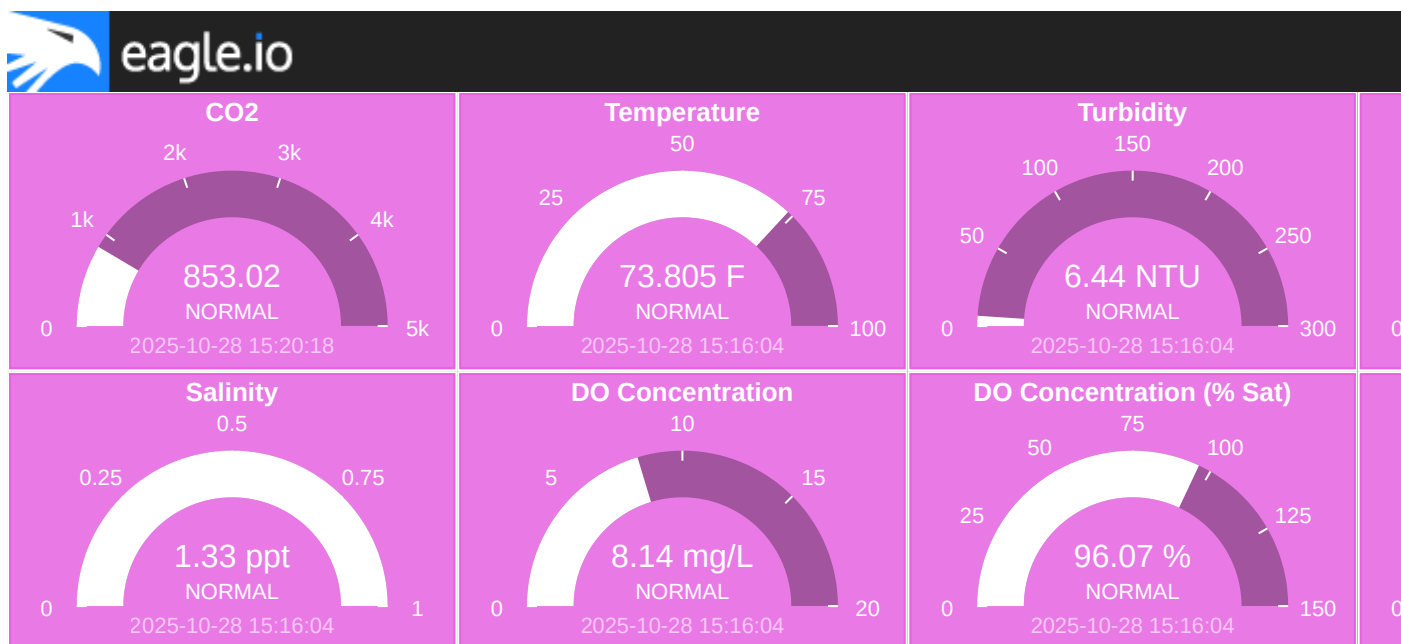 eagle.io
CO2
0
1k
2k
3k
4k
5k
853.02
NORMAL
2025-10-28 15:20:18
Temperature
0
25
50
75
100
73.805 F
NORMAL
2025-10-28 15:16:04
Turbidity
0
50
100
150
200
250
300
6.44 NTU
NORMAL
2025-10-28 15:16:04
0
Salinity
0
0.25
0.5
0.75
1
1.33 ppt
NORMAL
2025-10-28 15:16:04
DO Concentration
0
5
10
15
20
8.14 mg/L
NORMAL
2025-10-28 15:16:04
DO Concentration (% Sat)
0
25
50
75
100
125
150
96.07 %
NORMAL
2025-10-28 15:16:04
0